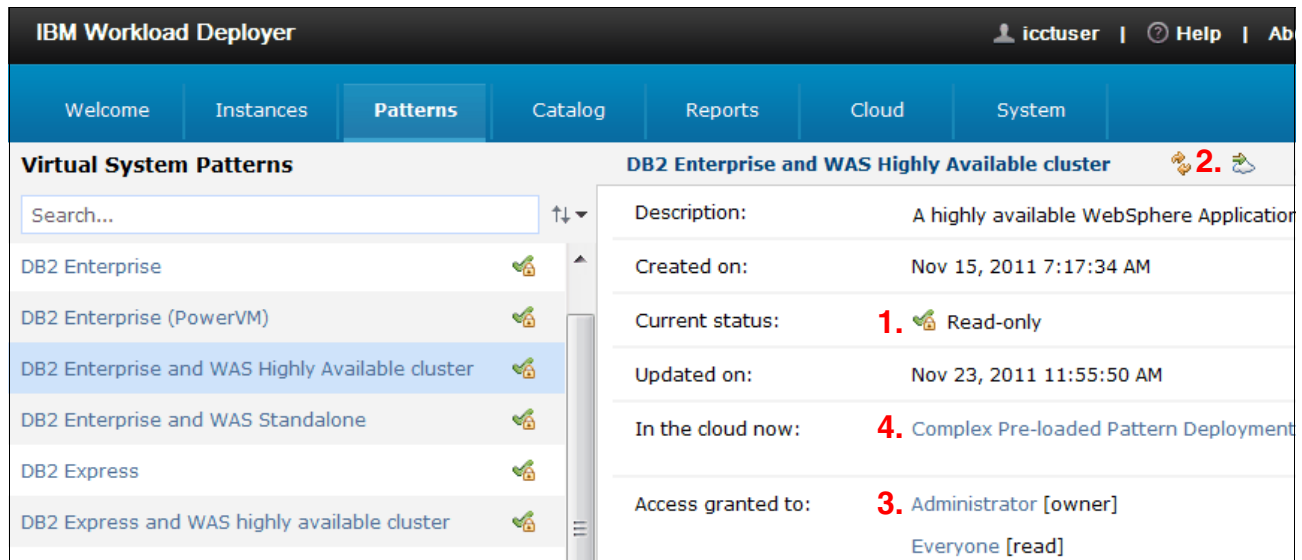 IBM Workload Deployer
icctuser | Help | Ab
Welcome Instances Patterns Catalog Reports Cloud System
Virtual System Patterns
Search...
DB2 Enterprise
DB2 Enterprise (PowerVM)
DB2 Enterprise and WAS Highly Available cluster
DB2 Enterprise and WAS Standalone
DB2 Express
DB2 Express and WAS highly available cluster
DB2 Enterprise and WAS Highly Available cluster 2.
Description: A highly available WebSphere Application
Created on: Nov 15, 2011 7:17:34 AM
Current status: 1. Read-only
Updated on: Nov 23, 2011 11:55:50 AM
In the cloud now: 4. Complex Pre-loaded Pattern Deployment
Access granted to: 3. Administrator [owner]
Everyone [read]